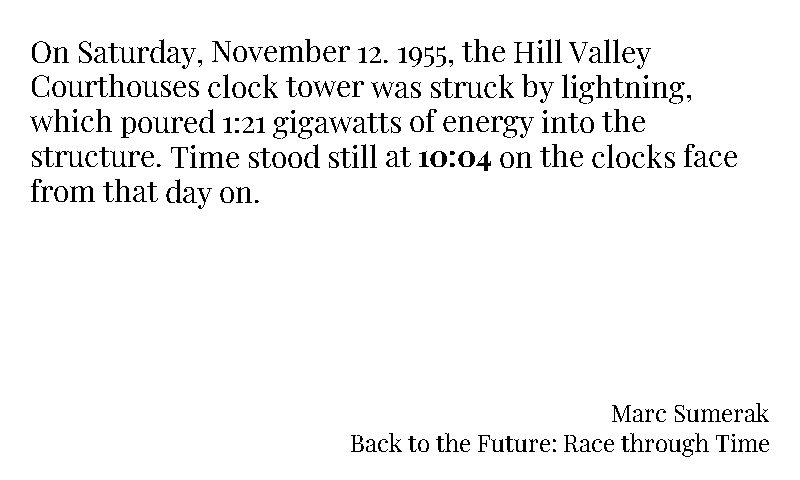 On Saturday, November 12. 1955, the Hill Valley
Courthouses clock tower was struck by lightning,
which poured 1:21 gigawatts of energy into the
structure. Time stood still at 10:04 on the clocks face
from that day on.
Marc Sumerak
Back to the Future: Race through Time